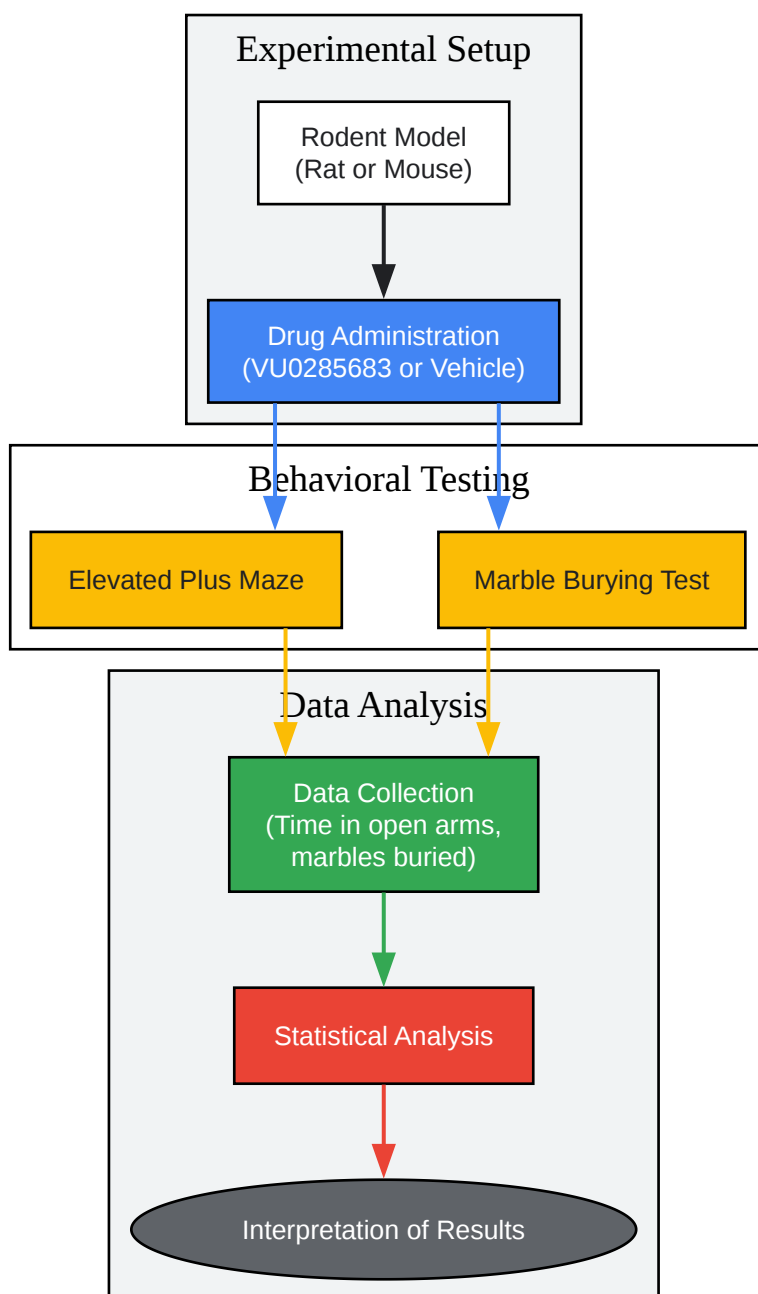 Experimental Setup
Rodent Model
(Rat or Mouse)
Drug Administration
(VU0285683 or Vehicle)
Behavioral Testing
Elevated Plus Maze
Marble Burying Test
Data Analysis
Data Collection
(Time in open arms,
marbles buried)
Statistical Analysis
Interpretation of Results